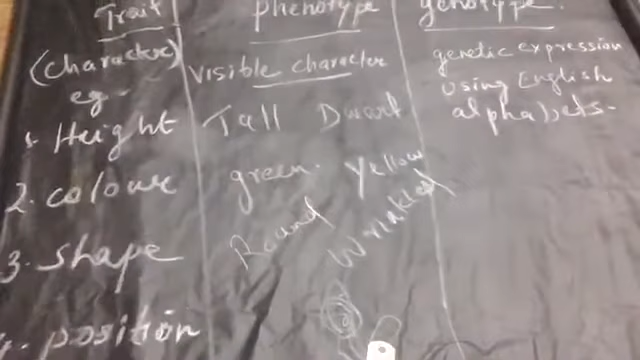 Trait phenotype genotype.
(Character) Visible character genetic expression
eg - using English
alphabets-
1. Height Tall Dwarf
2. colour green. Yellow
3. shape Round Wrinkled
4. position